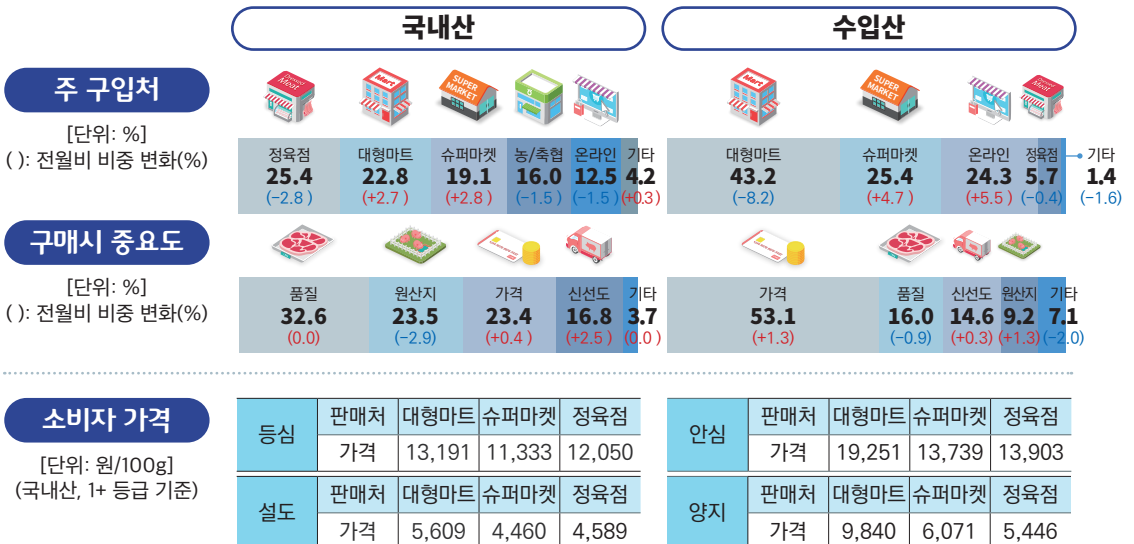 국내산
수입산
주 구입처
[단위: %]
( ): 전월비 비중 변화(%)
Dressed Meat
Mart
SUPER MARKET
Mart
SUPER MARKET
Dressed Meat
정육점 대형마트 슈퍼마켓 농/축협 온라인 기타
25.4 22.8 19.1 16.0 12.5 4.2
(-2.8 ) (+2.7 ) (+2.8 ) (-1.5 ) (-1.5 ) (+0.3 )
대형마트 슈퍼마켓 온라인 정육점 기타
43.2 25.4 24.3 5.7 1.4
(-8.2) (+4.7 ) (+5.5 ) (-0.4) (-1.6)
구매시 중요도
[단위: %]
( ): 전월비 비중 변화(%)
품질 원산지 가격 신선도 기타
32.6 23.5 23.4 16.8 3.7
(0.0) (-2.9) (+0.4 ) (+2.5 ) (0.0 )
가격 품질 신선도 원산지 기타
53.1 16.0 14.6 9.2 7.1
(+1.3) (-0.9) (+0.3) (+1.3) (-2.0)
소비자 가격
[단위: 원/100g]
(국내산, 1+ 등급 기준)
등심 판매처 대형마트 슈퍼마켓 정육점
가격 13,191 11,333 12,050
설도 판매처 대형마트 슈퍼마켓 정육점
가격 5,609 4,460 4,589
안심 판매처 대형마트 슈퍼마켓 정육점
가격 19,251 13,739 13,903
양지 판매처 대형마트 슈퍼마켓 정육점
가격 9,840 6,071 5,446